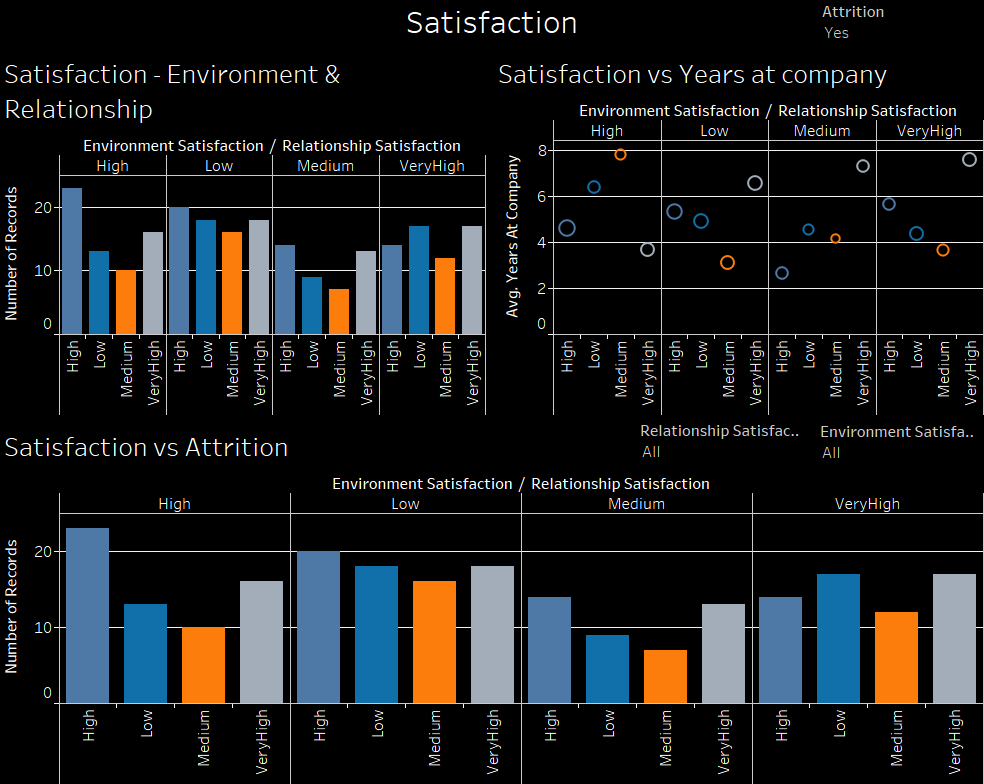 Satisfaction
Attrition
Yes
Satisfaction - Environment &
Relationship
Environment Satisfaction / Relationship Satisfaction
High Low Medium VeryHigh
Number of Records
20
10
0
High Low Medium VeryHigh High Low Medium VeryHigh High Low Medium VeryHigh High Low Medium VeryHigh
Satisfaction vs Years at company
Environment Satisfaction / Relationship Satisfaction
High Low Medium VeryHigh
Avg. Years At Company
8
6
4
2
0
High Low Medium VeryHigh High Low Medium VeryHigh High Low Medium VeryHigh High Low Medium VeryHigh
Relationship Satisfac..
All
Environment Satisfa..
All
Satisfaction vs Attrition
Environment Satisfaction / Relationship Satisfaction
High Low Medium VeryHigh
Number of Records
20
10
0
High Low Medium VeryHigh High Low Medium VeryHigh High Low Medium VeryHigh High Low Medium VeryHigh